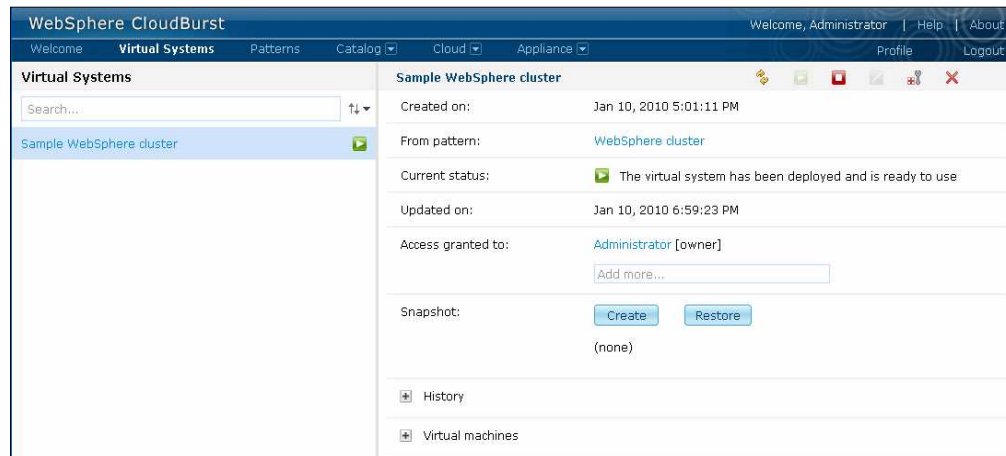 WebSphere CloudBurst
Welcome, Administrator | Help | About
Welcome Virtual Systems Patterns Catalog Cloud Appliance
Profile Logout
Virtual Systems
Search...
Sample WebSphere cluster
Sample WebSphere cluster
Created on: Jan 10, 2010 5:01:11 PM
From pattern: WebSphere cluster
Current status: The virtual system has been deployed and is ready to use
Updated on: Jan 10, 2010 6:59:23 PM
Access granted to: Administrator [owner]
Add more...
Snapshot: Create Restore
(none)
History
Virtual machines